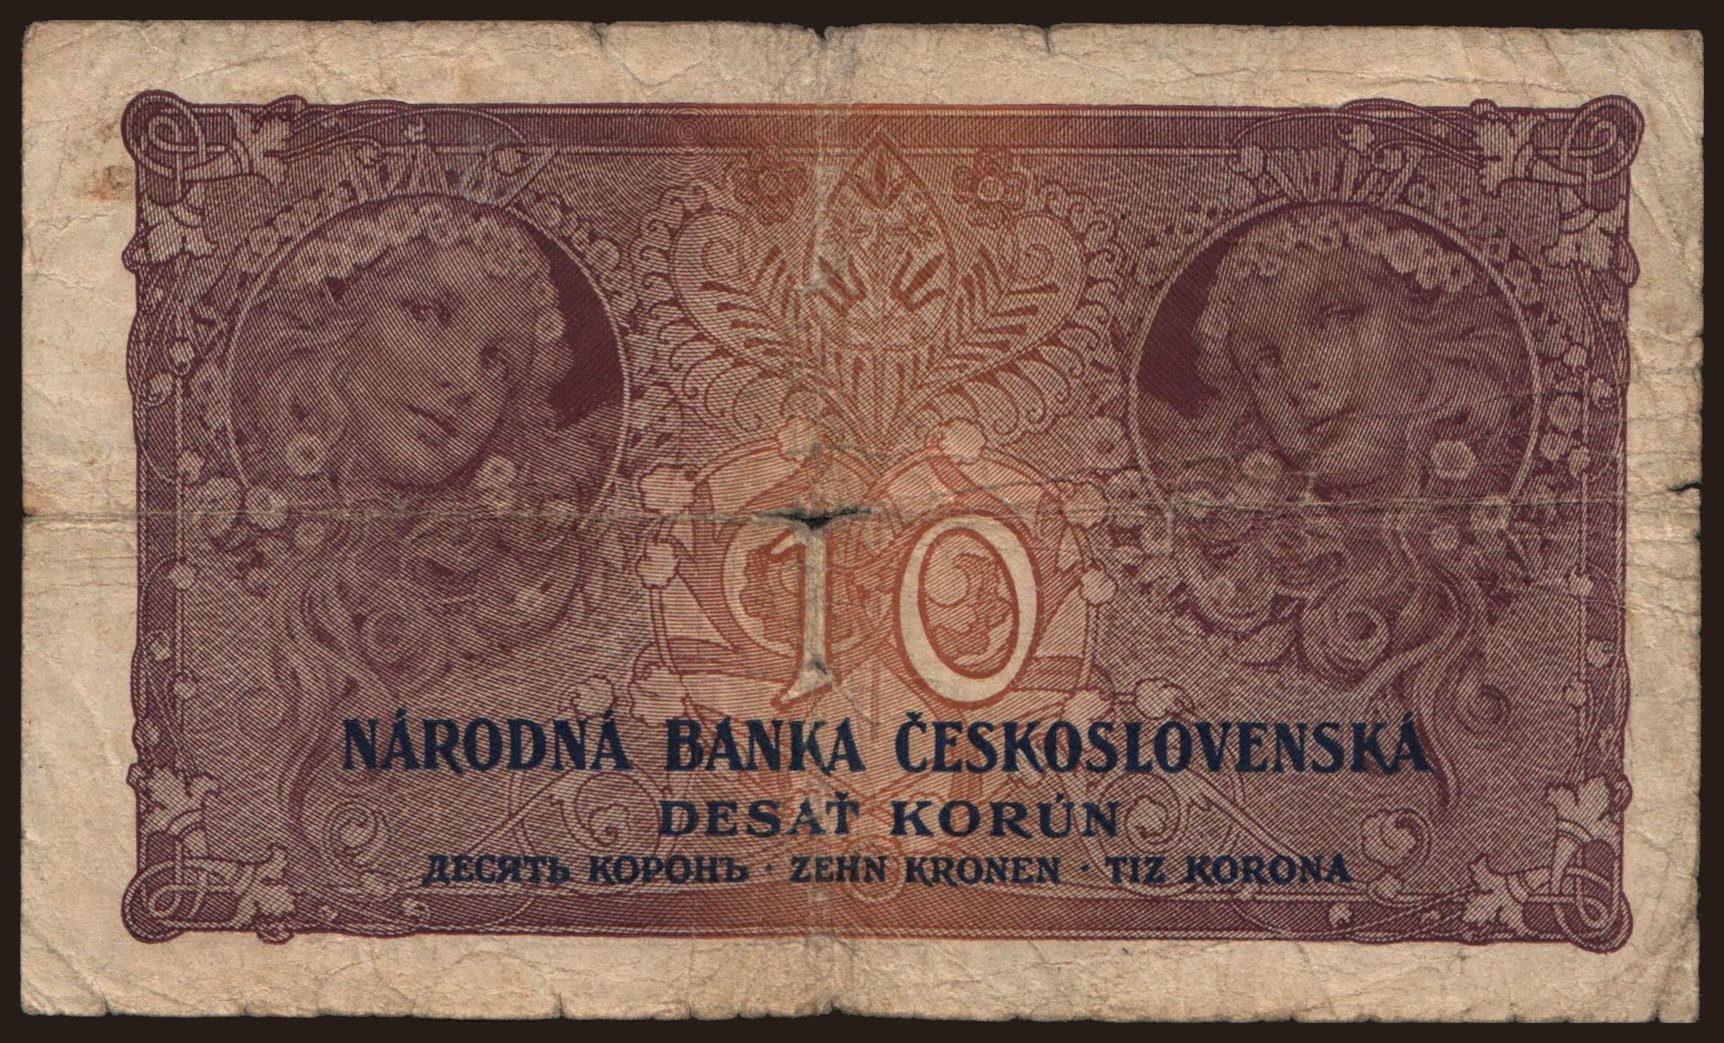 10
NÁRODNÁ BANKA ČESKOSLOVENSKÁ
DESAŤ KORÚN
ДЕСЯТЬ КОРОНЪ · ZEHN KRONEN · TIZ KORONA